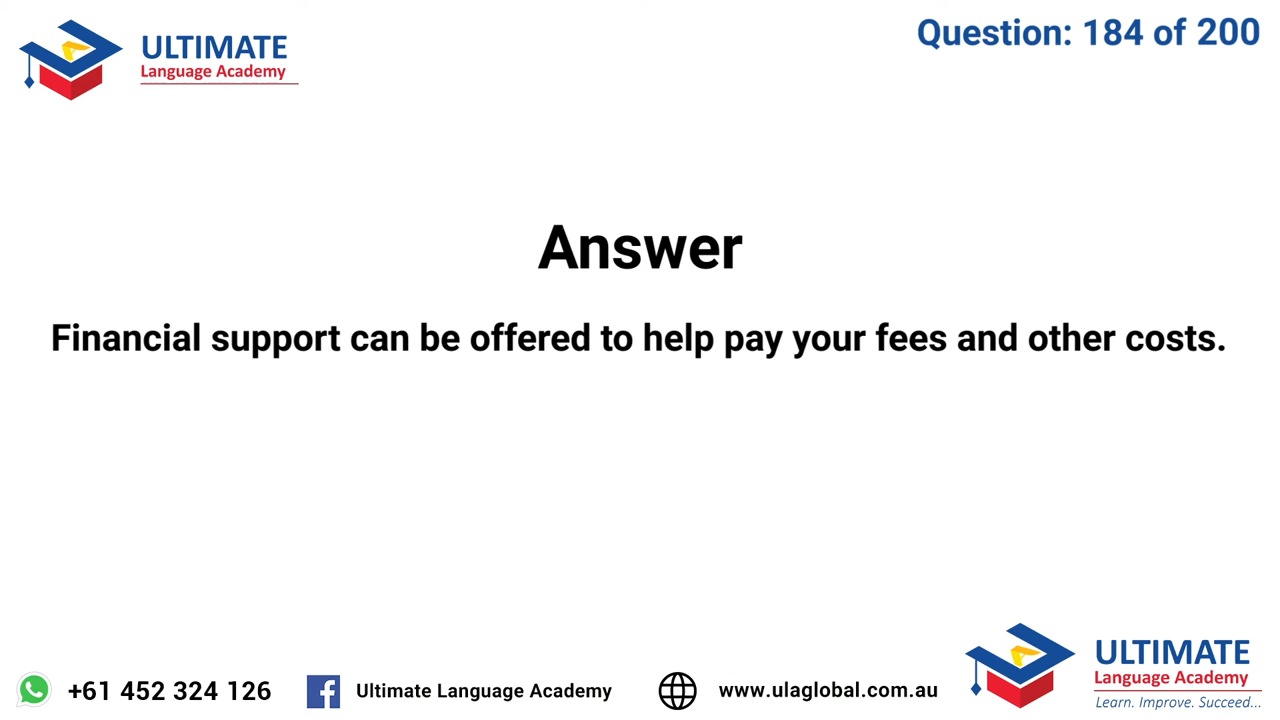 ULTIMATE
Language Academy
Question: 184 of 200
Answer
Financial support can be offered to help pay your fees and other costs.
+61 452 324 126
Ultimate Language Academy
www.ulaglobal.com.au
ULTIMATE
Language Academy
Learn. Improve. Succeed...